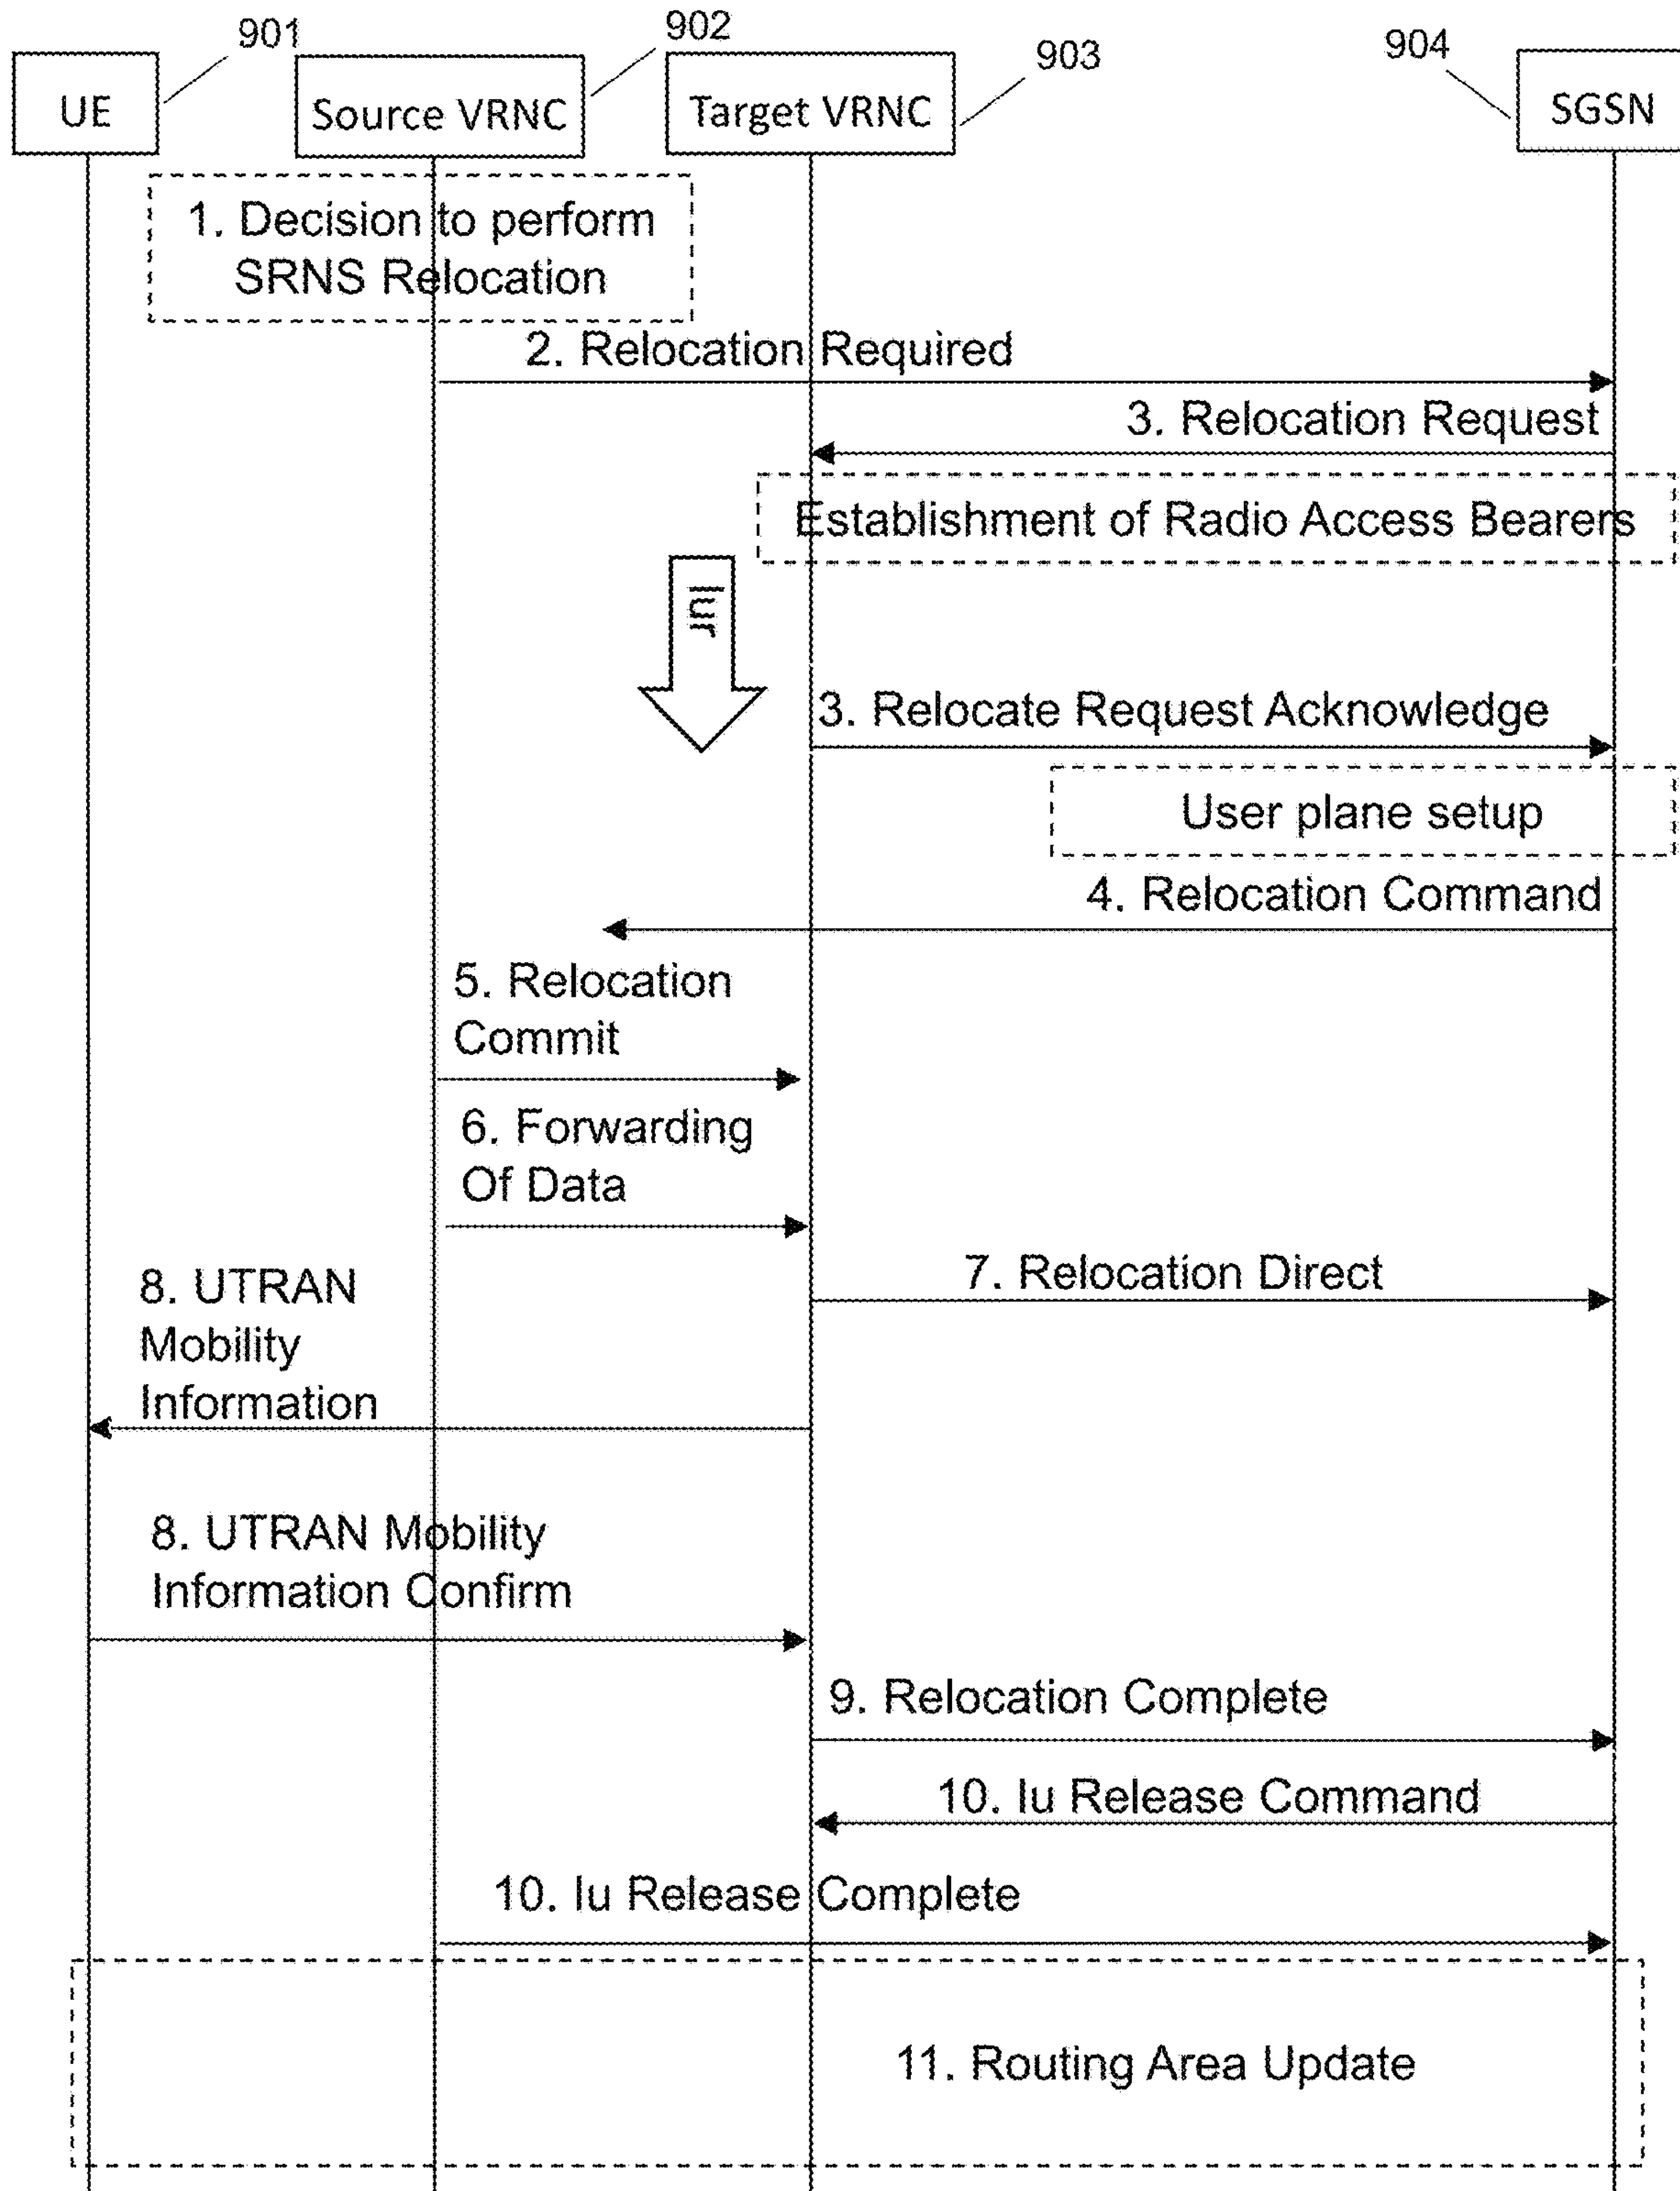 901
902
903
904
UE
Source VRNC
Target VRNC
SGSN
1. Decision to perform
SRNS Relocation
2. Relocation Required
3. Relocation Request
Establishment of Radio Access Bearers
Iur
3. Relocate Request Acknowledge
User plane setup
4. Relocation Command
5. Relocation
Commit
6. Forwarding
Of Data
7. Relocation Direct
8. UTRAN
Mobility
Information
8. UTRAN Mobility
Information Confirm
9. Relocation Complete
10. Iu Release Command
10. Iu Release Complete
11. Routing Area Update